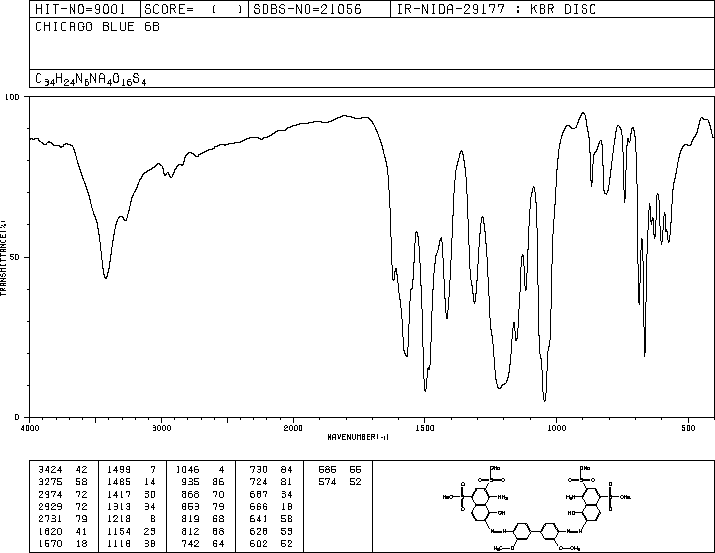 HIT-NO=9001 SCORE= ( ) SDBS-NO=21056 IR-NIDA-29177 : KBR DISC
CHICAGO BLUE 6B
C34H24N6NA4O16S4
100
50
0
TRANSMITTANCE(%)
4000 3000 2000 1500 1000 500
WAVENUMBER(-1)
3424 42 1499 7 1046 4 730 84 586 55
3275 58 1485 14 935 86 724 81 574 52
2974 72 1417 30 868 70 687 34
2929 72 1313 34 853 79 666 18
2731 79 1218 8 819 68 641 58
1620 41 1154 23 812 68 628 53
1570 18 1118 38 742 64 602 52